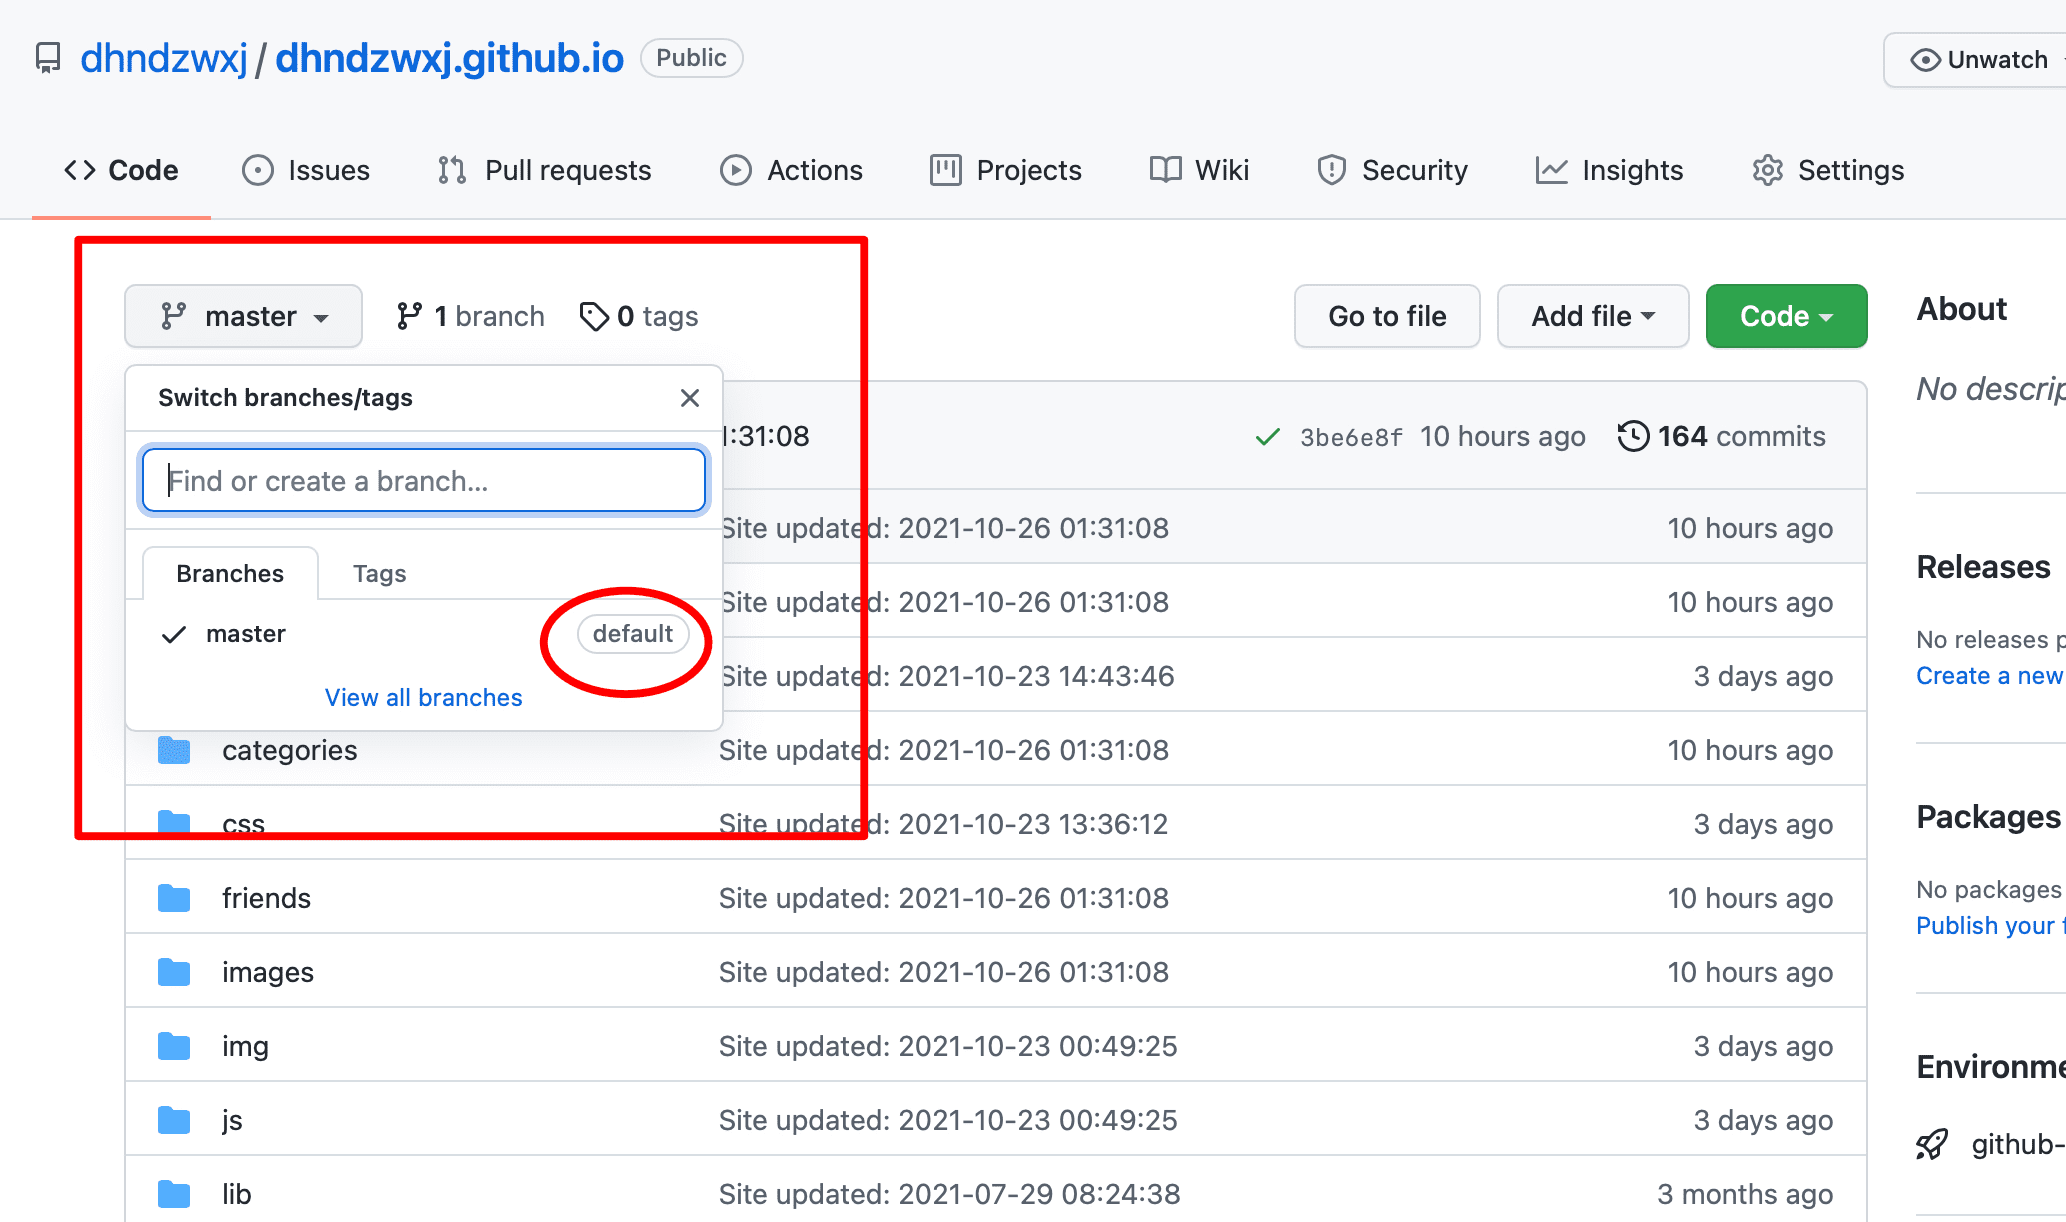 dhndzwxj / dhndzwxj.github.io Public Unwatch
Code Issues Pull requests Actions Projects Wiki Security Insights Settings
master 1 branch 0 tags Go to file Add file Code
Switch branches/tags
Find or create a branch...
Branches Tags
master default
View all branches
1:31:08 3be6e8f 10 hours ago 164 commits
Site updated: 2021-10-26 01:31:08 10 hours ago
Site updated: 2021-10-26 01:31:08 10 hours ago
Site updated: 2021-10-23 14:43:46 3 days ago
categories Site updated: 2021-10-26 01:31:08 10 hours ago
css Site updated: 2021-10-23 13:36:12 3 days ago
friends Site updated: 2021-10-26 01:31:08 10 hours ago
images Site updated: 2021-10-26 01:31:08 10 hours ago
img Site updated: 2021-10-23 00:49:25 3 days ago
js Site updated: 2021-10-23 00:49:25 3 days ago
lib Site updated: 2021-07-29 08:24:38 3 months ago
About
No descrip
Releases
No releases p
Create a new
Packages
No packages
Publish your f
Environme
github-